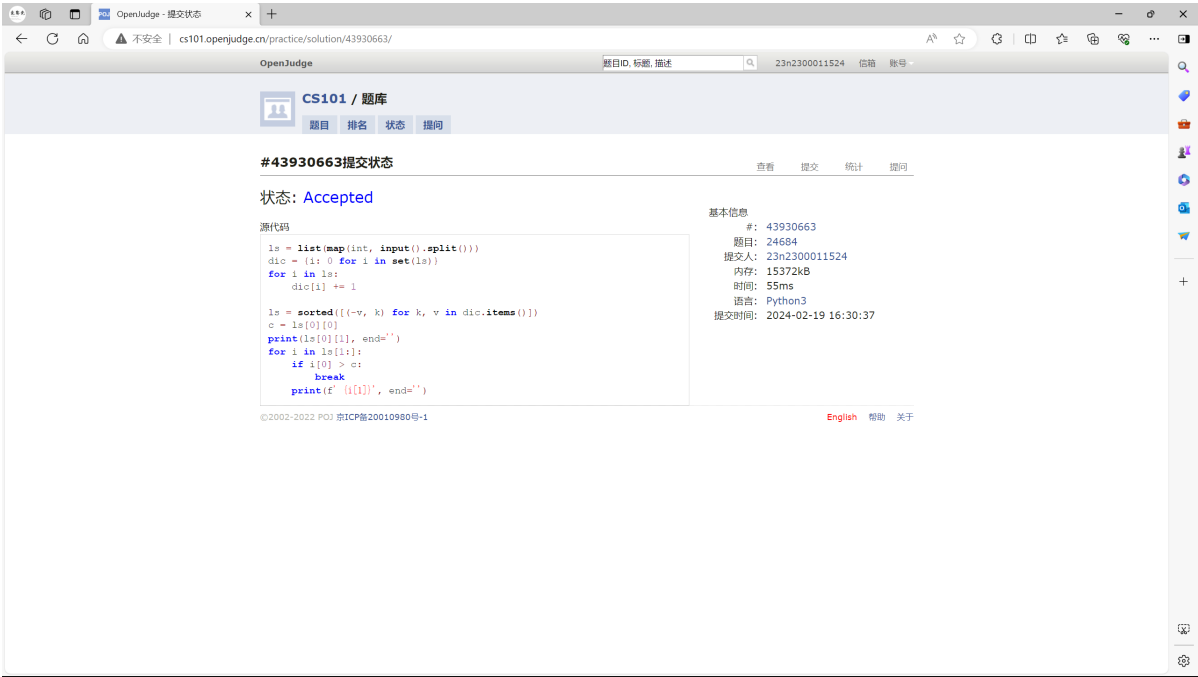 OpenJudge - 提交状态
不安全 | cs101.openjudge.cn/practice/solution/43930663/
OpenJudge 题目ID, 标题, 描述 23n2300011524 信箱 账号
CS101 / 题库
题目 排名 状态 提问
#43930663提交状态 查看 提交 统计 提问
状态: Accepted
源代码
ls = list(map(int, input().split()))
dic = {i: 0 for i in set(ls)}
for i in ls:
    dic[i] += 1
ls = sorted([(-v, k) for k, v in dic.items()])
c = ls[0][0]
print(ls[0][1], end='')
for i in ls[1:]:
    if i[0] > c:
        break
    print(f' {i[1]}', end='')
基本信息
#: 43930663
题目: 24684
提交人: 23n2300011524
内存: 15372kB
时间: 55ms
语言: Python3
提交时间: 2024-02-19 16:30:37
©2002-2022 POJ 京ICP备20010980号-1 English 帮助 关于